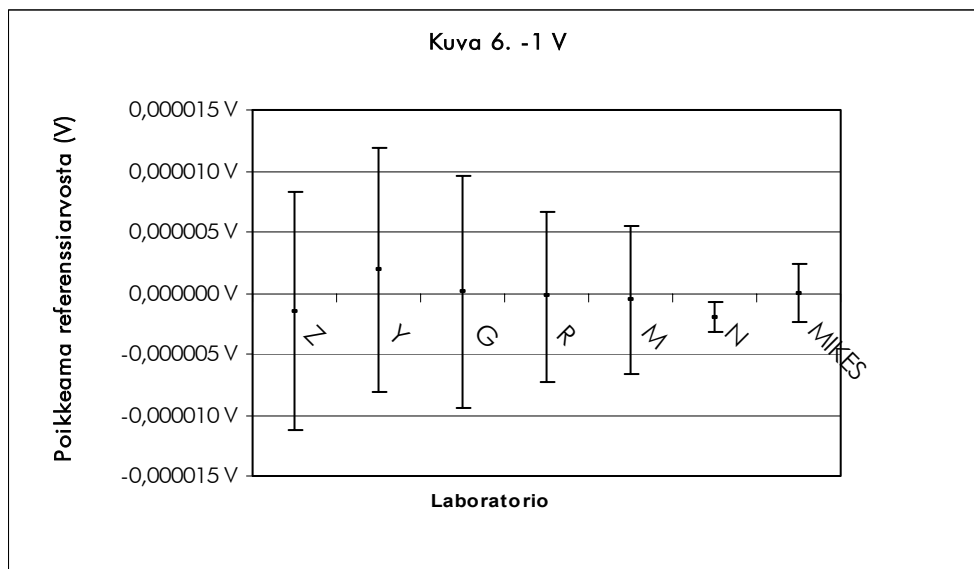 Kuva 6. -1 V
Poikkeama referenssiarvosta (V)
0,000015 V
0,000010 V
0,000005 V
0,000000 V
-0,000005 V
-0,000010 V
-0,000015 V
Z Y G R M N MIKES
Laboratorio